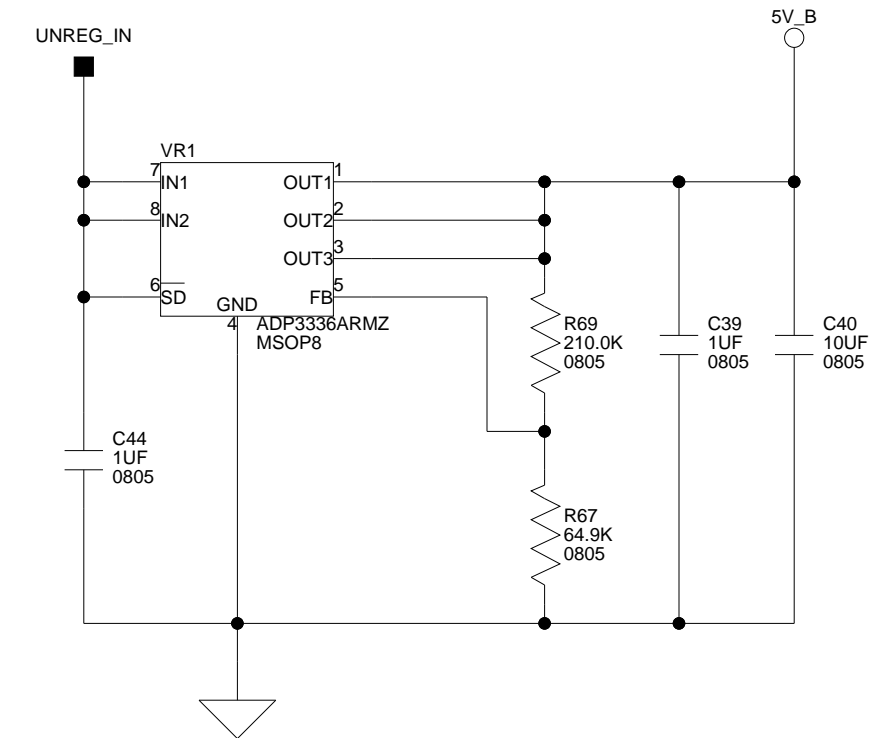 5V_B
UNREG_IN
VR1
7
IN1
OUT1
1
8
IN2
OUT2
2
OUT3
3
6
SD
GND
FB
5
4
ADP3336ARMZ
MSOP8
R69
210.0K
0805
C39
1UF
0805
C40
10UF
0805
C44
1UF
0805
R67
64.9K
0805